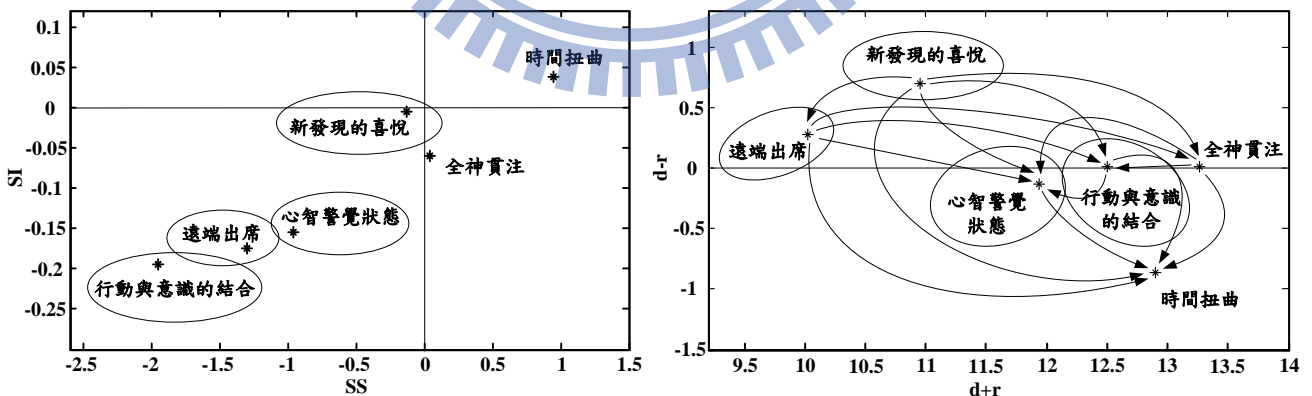 0.1
0.05
0
-0.05
-0.1
-0.15
-0.2
-0.25
SI
時間扭曲
新發現的喜悅
全神貫注
心智警覺狀態
遠端出席
行動與意識的結合
-2.5 -2 -1.5 -1 -0.5 0 0.5 1 1.5
SS
1
0.5
0
-0.5
-1
-1.5
d-r
新發現的喜悅
遠端出席
全神貫注
心智警覺
狀態
行動與意識
的結合
時間扭曲
9.5 10 10.5 11 11.5 12 12.5 13 13.5 14
d+r